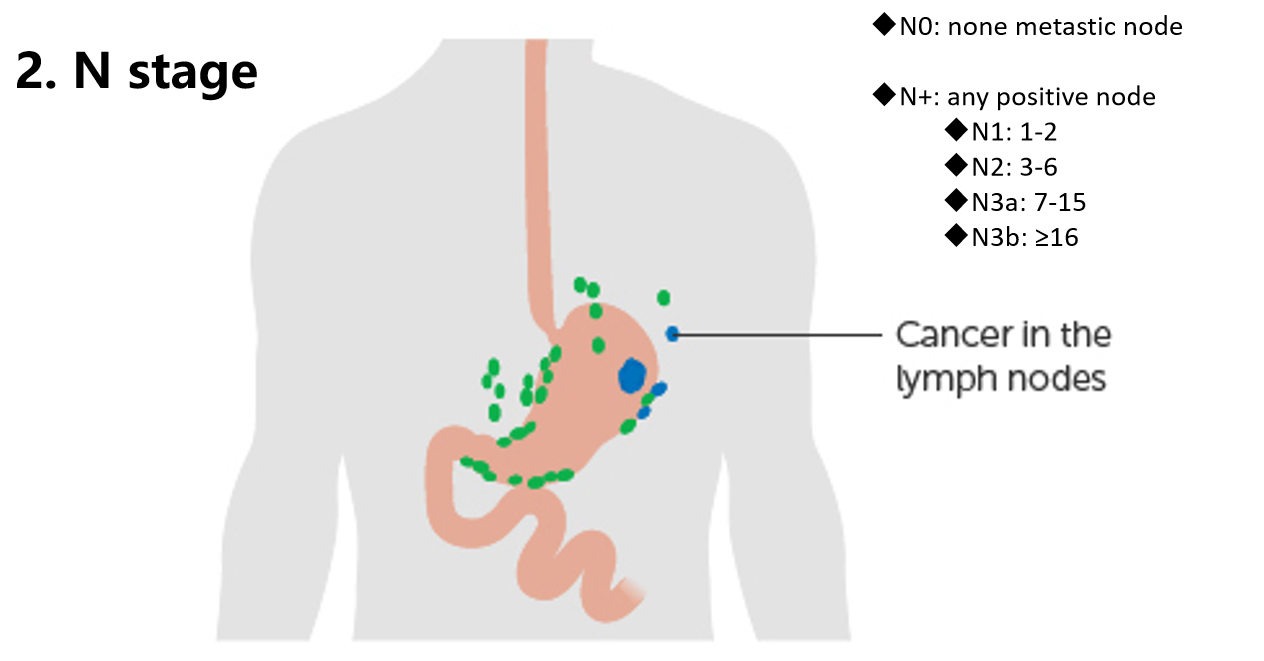 2. N stage
◆N0: none metastic node
◆N+: any positive node
◆N1: 1-2
◆N2: 3-6
◆N3a: 7-15
◆N3b: ≥16
Cancer in the
lymph nodes